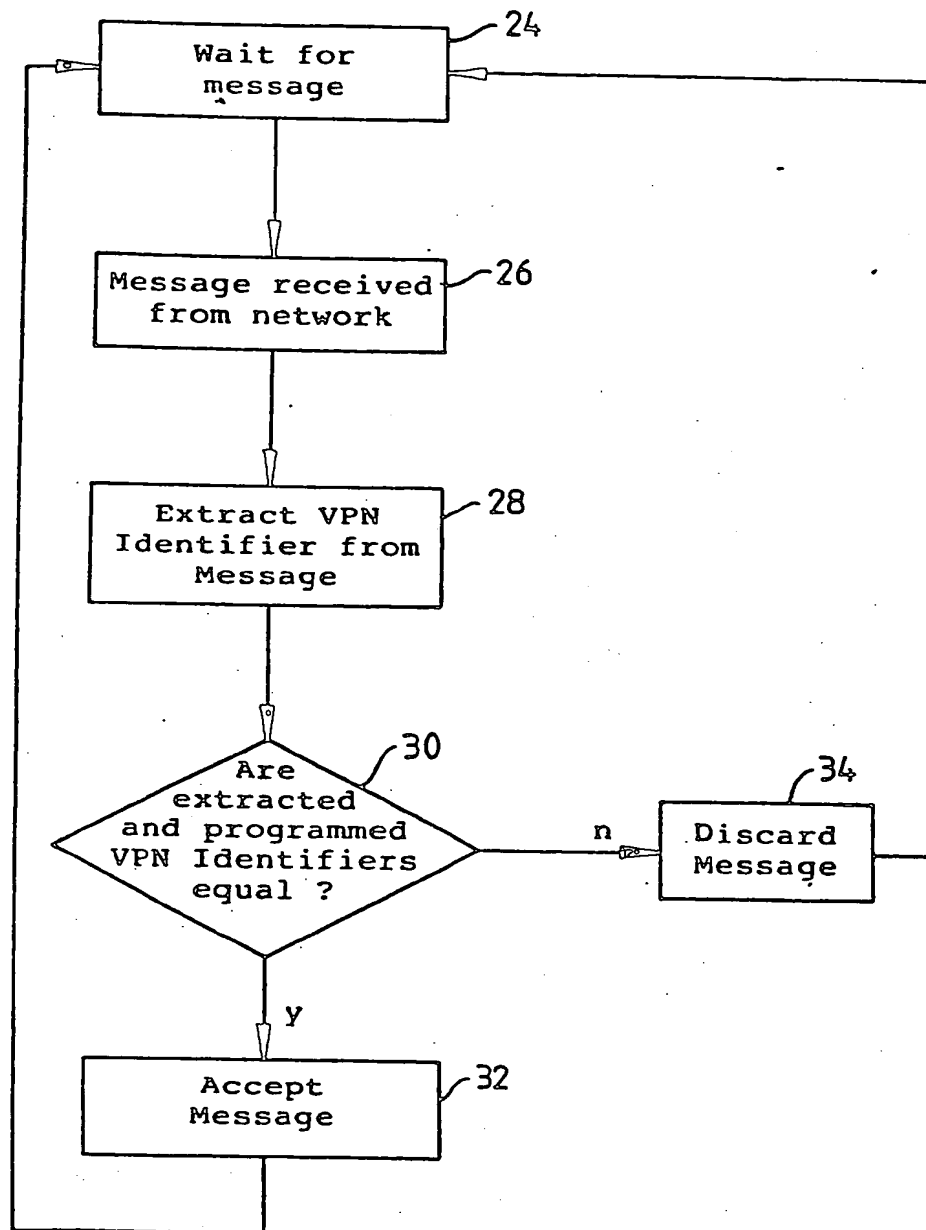 24
Wait for
message
26
Message received
from network
28
Extract VPN
Identifier from
Message
30
Are
extracted
and programmed
VPN Identifiers
equal ?
n
34
Discard
Message
y
32
Accept
Message